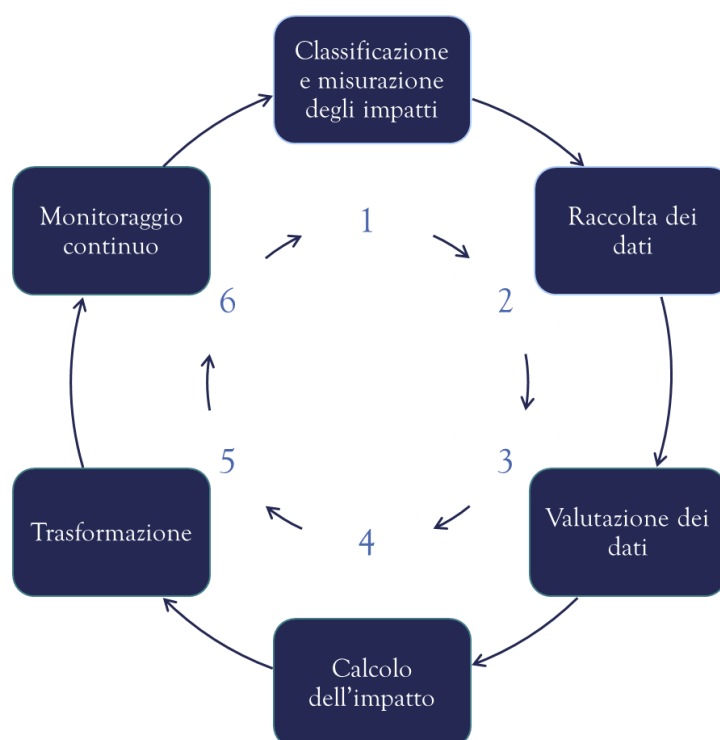 Classificazione
e misurazione
degli impatti
1
Raccolta dei
dati
2
Valutazione dei
dati
3
Calcolo
dell’impatto
4
Trasformazione
5
Monitoraggio
continuo
6